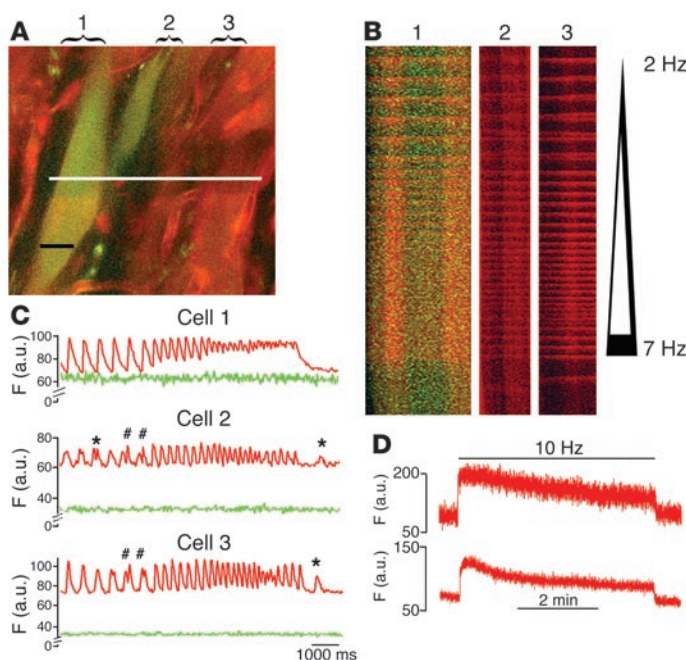 A 1 2 3
B 1 2 3 2 Hz
7 Hz
C
Cell 1
F (a.u.)
100
80
60
0
Cell 2
F (a.u.)
80
60
40
0
* # # *
Cell 3
F (a.u.)
100
80
60
40
0
# # *
1000 ms
D
10 Hz
F (a.u.)
200
50
F (a.u.)
150
50
2 min